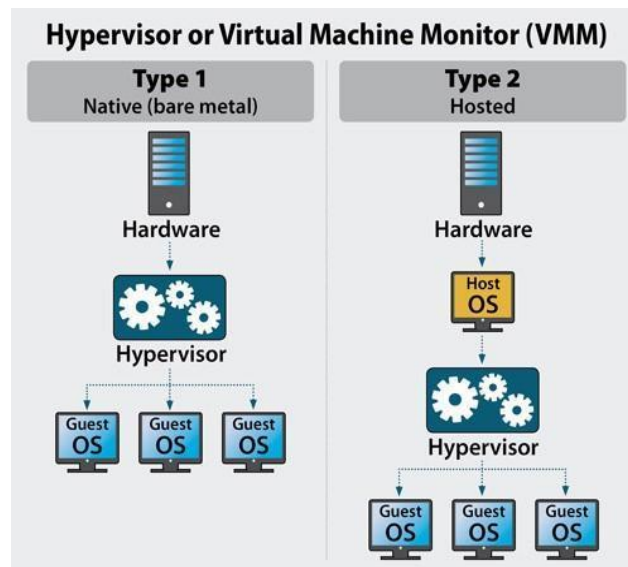 Hypervisor or Virtual Machine Monitor (VMM)
Type 1
Native (bare metal)
Hardware
Hypervisor
Guest
OS
Guest
OS
Guest
OS
Type 2
Hosted
Hardware
Host
OS
Hypervisor
Guest
OS
Guest
OS
Guest
OS